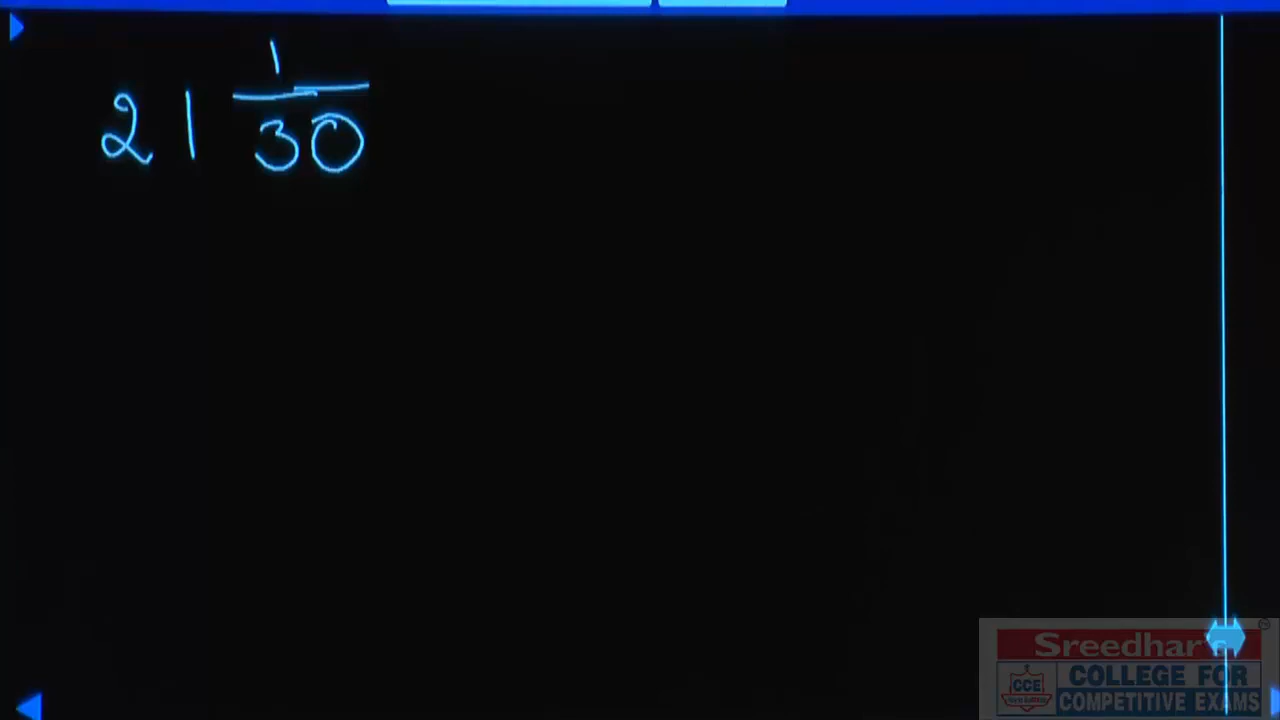 21 1/30
Sreedhar's
CCE
COLLEGE FOR
COMPETITIVE EXAMS